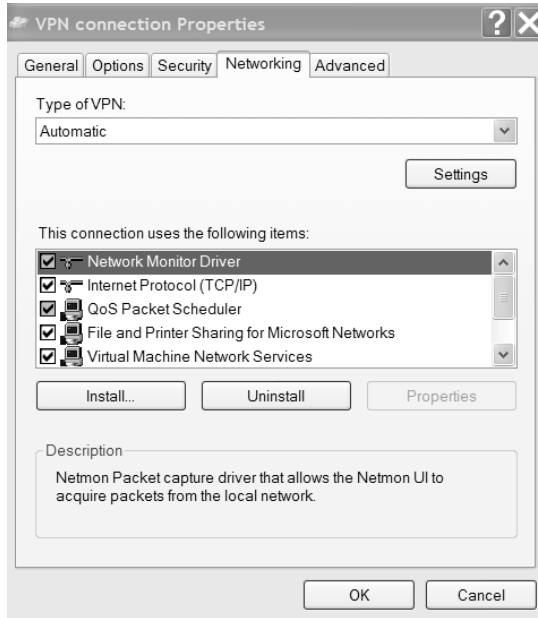 VPN connection Properties
General Options Security Networking Advanced
Type of VPN:
Automatic
Settings
This connection uses the following items:
Network Monitor Driver
Internet Protocol (TCP/IP)
QoS Packet Scheduler
File and Printer Sharing for Microsoft Networks
Virtual Machine Network Services
Install... Uninstall Properties
Description
Netmon Packet capture driver that allows the Netmon UI to
acquire packets from the local network.
OK Cancel